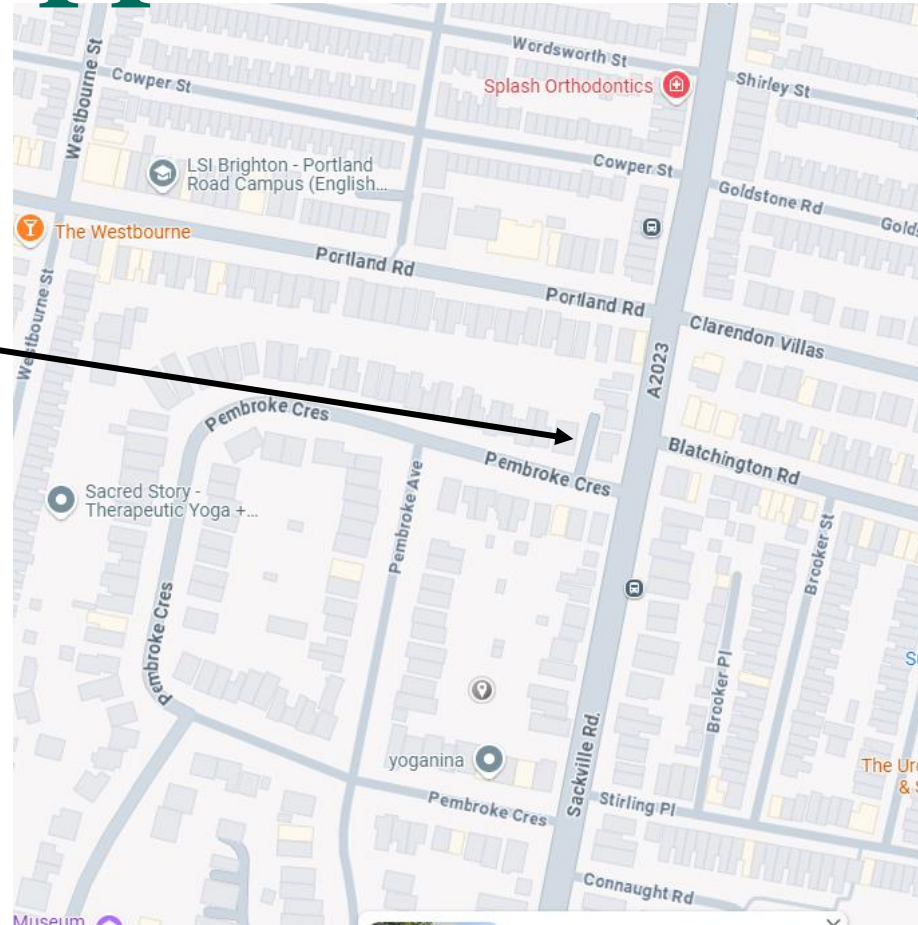 Wordsworth St
Splash Orthodontics
Shirley St
Westbourne St
Cowper St
LSI Brighton - Portland
Road Campus (English...
Cowper St
Goldstone Rd
The Westbourne
Portland Rd
Portland Rd
Clarendon Villas
Westbourne St
A2023
Pembroke Cres
Blatchington Rd
Pembroke Cres
Pembroke Ave
Sacred Story -
Therapeutic Yoga +...
Brooker St
Pembroke Cres
Brooker Pl
yoganina
Sackville Rd.
Stirling Pl
Pembroke Cres
Connaught Rd
Museum